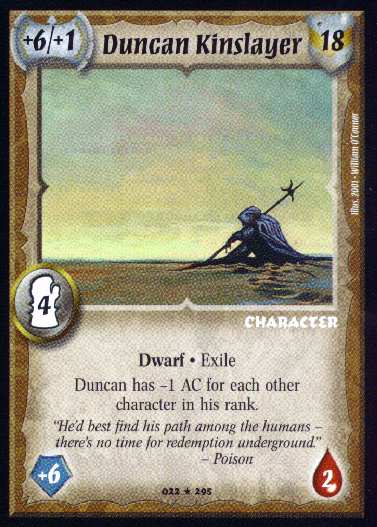 +6/+1
Duncan Kinslayer
18
Illus. 2001 • William O'Connor
4
CHARACTER
Dwarf • Exile
Duncan has –1 AC for each other
character in his rank.
"He'd best find his path among the humans –
there's no time for redemption underground."
– Poison
+6
022 ★ 295
2